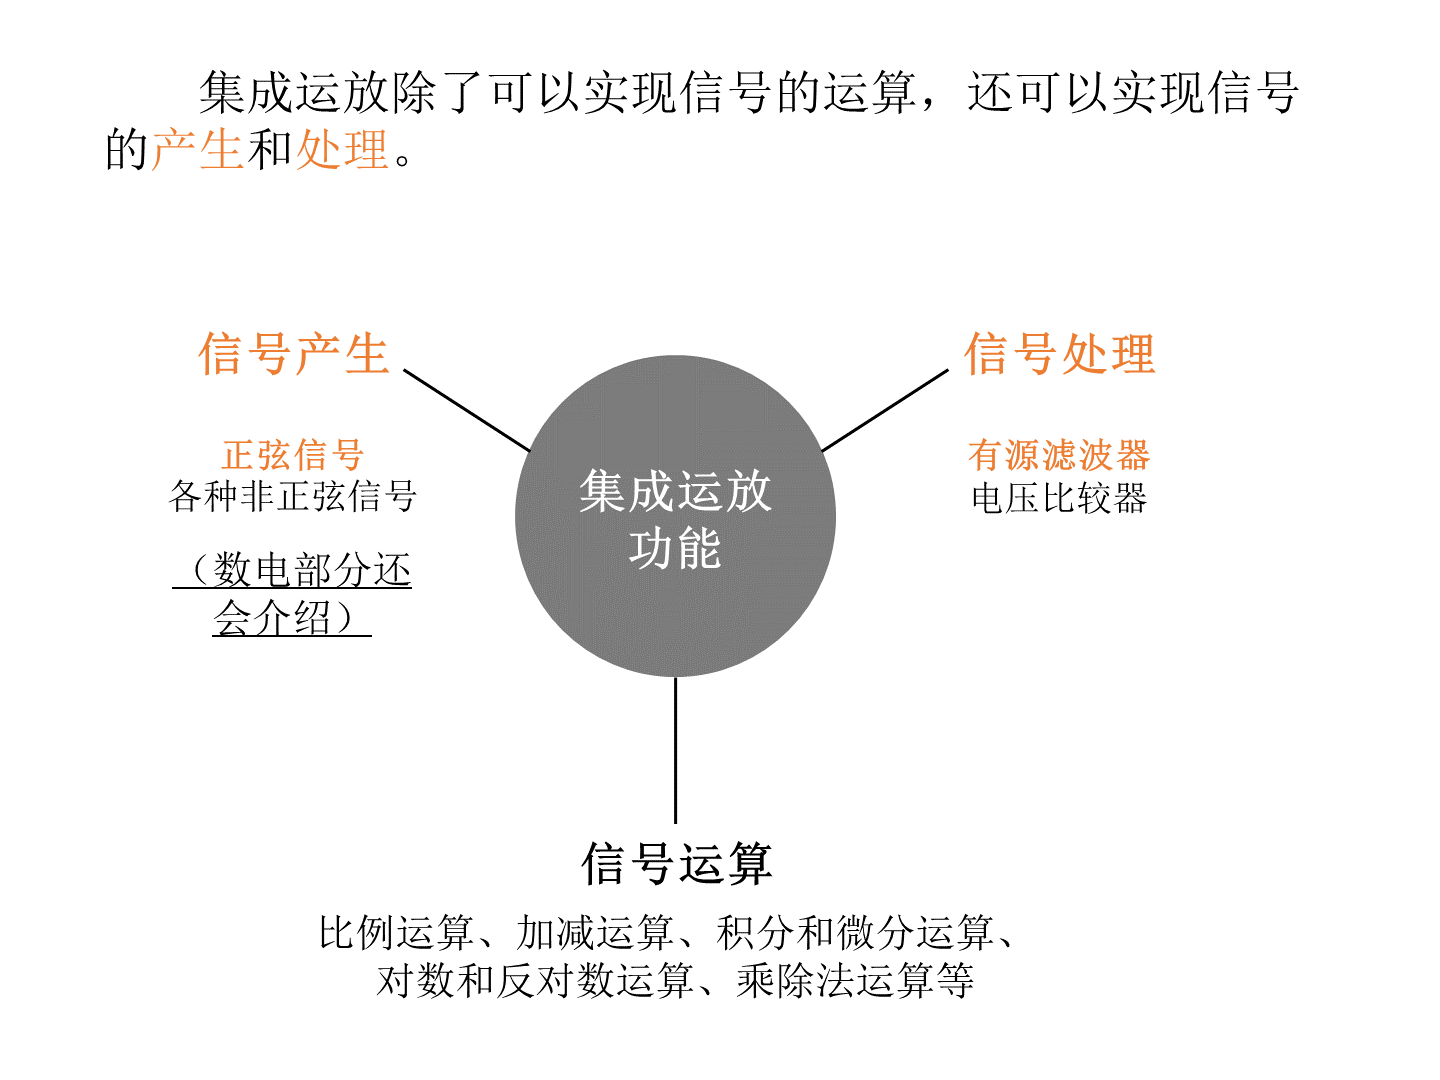 集成运放除了可以实现信号的运算，还可以实现信号
的产生和处理。
信号产生
正弦信号
各种非正弦信号
（数电部分还
会介绍）
集成运放
功能
信号处理
有源滤波器
电压比较器
信号运算
比例运算、加减运算、积分和微分运算、
对数和反对数运算、乘除法运算等